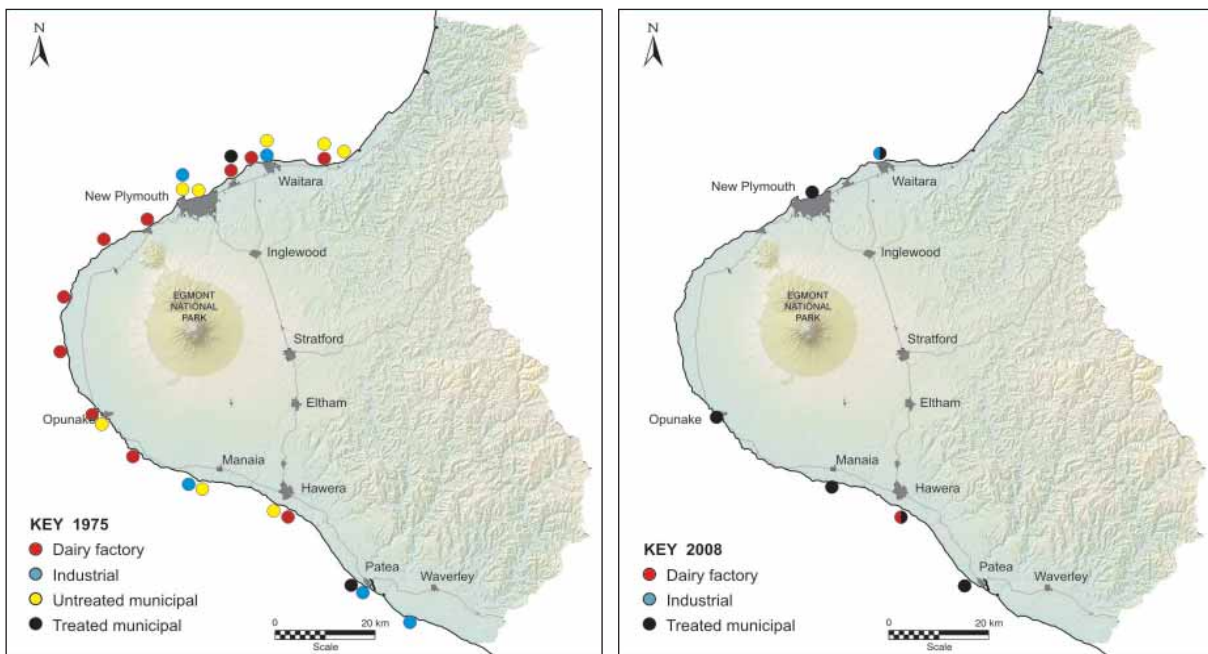 N
New Plymouth
Waitara
Inglewood
EGMONT
NATIONAL
PARK
Stratford
Eltham
Opunake
Manaia
Hawera
Patea
Waverley
KEY 1975
Dairy factory
Industrial
Untreated municipal
Treated municipal
0 20 km
Scale
N
New Plymouth
Waitara
Inglewood
EGMONT
NATIONAL
PARK
Stratford
Eltham
Opunake
Manaia
Hawera
Patea
Waverley
KEY 2008
Dairy factory
Industrial
Treated municipal
0 20 km
Scale